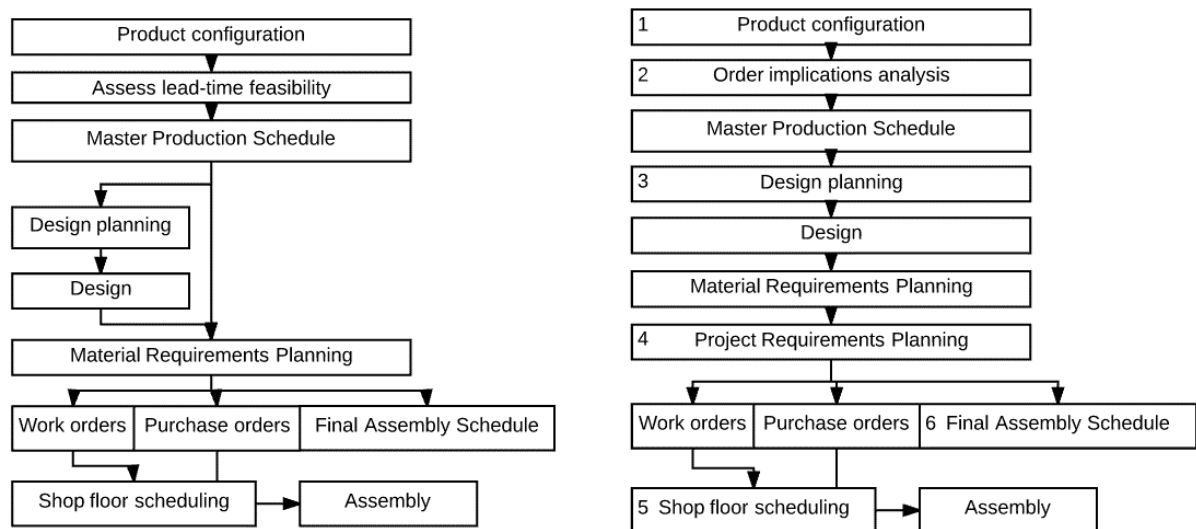 Product configuration
Assess lead-time feasibility
Master Production Schedule
Design planning
Design
Material Requirements Planning
Work orders
Purchase orders
Final Assembly Schedule
Shop floor scheduling
Assembly
1 Product configuration
2 Order implications analysis
Master Production Schedule
3 Design planning
Design
Material Requirements Planning
4 Project Requirements Planning
Work orders
Purchase orders
6 Final Assembly Schedule
5 Shop floor scheduling
Assembly